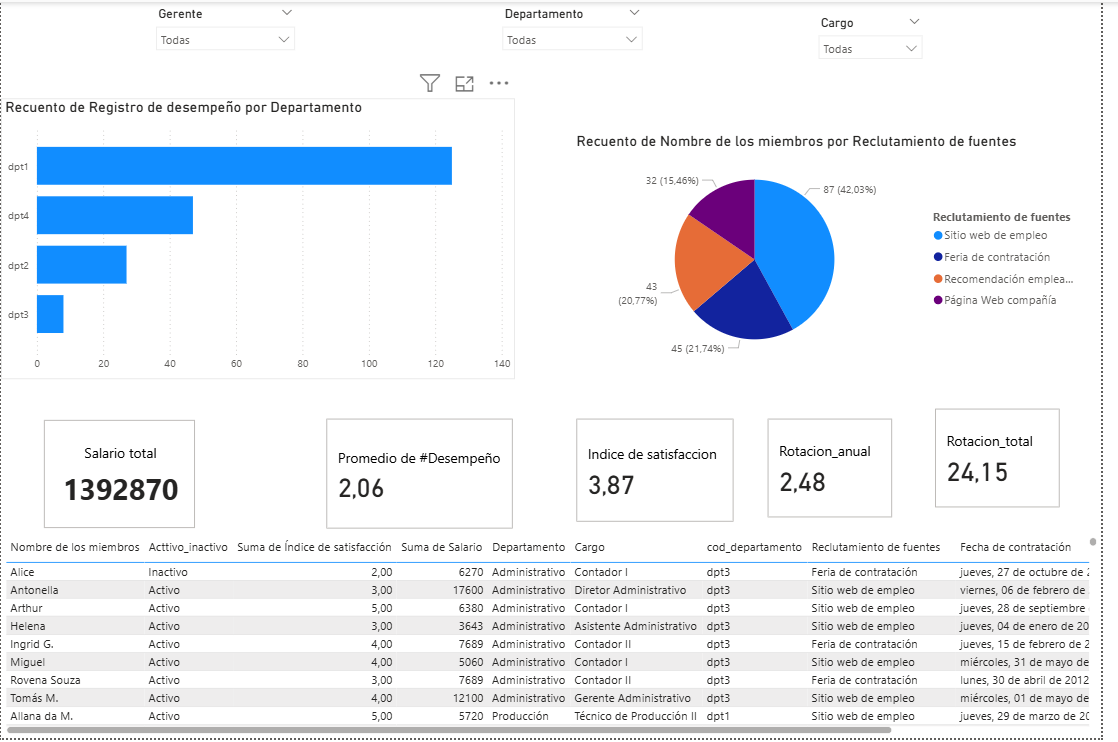 Gerente
Todas
Departamento
Todas
Cargo
Todas
Recuento de Registro de desempeño por Departamento
dpt1
dpt4
dpt2
dpt3
0 20 40 60 80 100 120 140
Recuento de Nombre de los miembros por Reclutamiento de fuentes
32 (15,46%)
87 (42,03%)
43
(20,77%)
45 (21,74%)
Reclutamiento de fuentes
Sitio web de empleo
Feria de contratación
Recomendación emplea...
Página Web compañía
Salario total
1392870
Promedio de #Desempeño
2,06
Indice de satisfaccion
3,87
Rotacion_anual
2,48
Rotacion_total
24,15
Nombre de los miembros Acttivo_inactivo Suma de Índice de satisfacción Suma de Salario Departamento Cargo cod_departamento Reclutamiento de fuentes Fecha de contratación
Alice Inactivo 2,00 6270 Administrativo Contador I dpt3 Feria de contratación jueves, 27 de octubre de 2
Antonella Activo 3,00 17600 Administrativo Diretor Administrativo dpt3 Sitio web de empleo viernes, 06 de febrero de
Arthur Activo 5,00 6380 Administrativo Contador I dpt3 Sitio web de empleo jueves, 28 de septiembre
Helena Activo 3,00 3643 Administrativo Asistente Administrativo dpt3 Sitio web de empleo jueves, 04 de enero de 20
Ingrid G. Activo 4,00 7689 Administrativo Contador II dpt3 Feria de contratación jueves, 15 de febrero de 2
Miguel Activo 4,00 5060 Administrativo Contador I dpt3 Sitio web de empleo miércoles, 31 de mayo de
Rovena Souza Activo 3,00 7689 Administrativo Contador II dpt3 Feria de contratación lunes, 30 de abril de 2012
Tomás M. Activo 4,00 12100 Administrativo Gerente Administrativo dpt3 Sitio web de empleo miércoles, 01 de mayo de
Allana da M. Activo 5,00 5720 Producción Técnico de Producción II dpt1 Sitio web de empleo jueves, 29 de marzo de 20